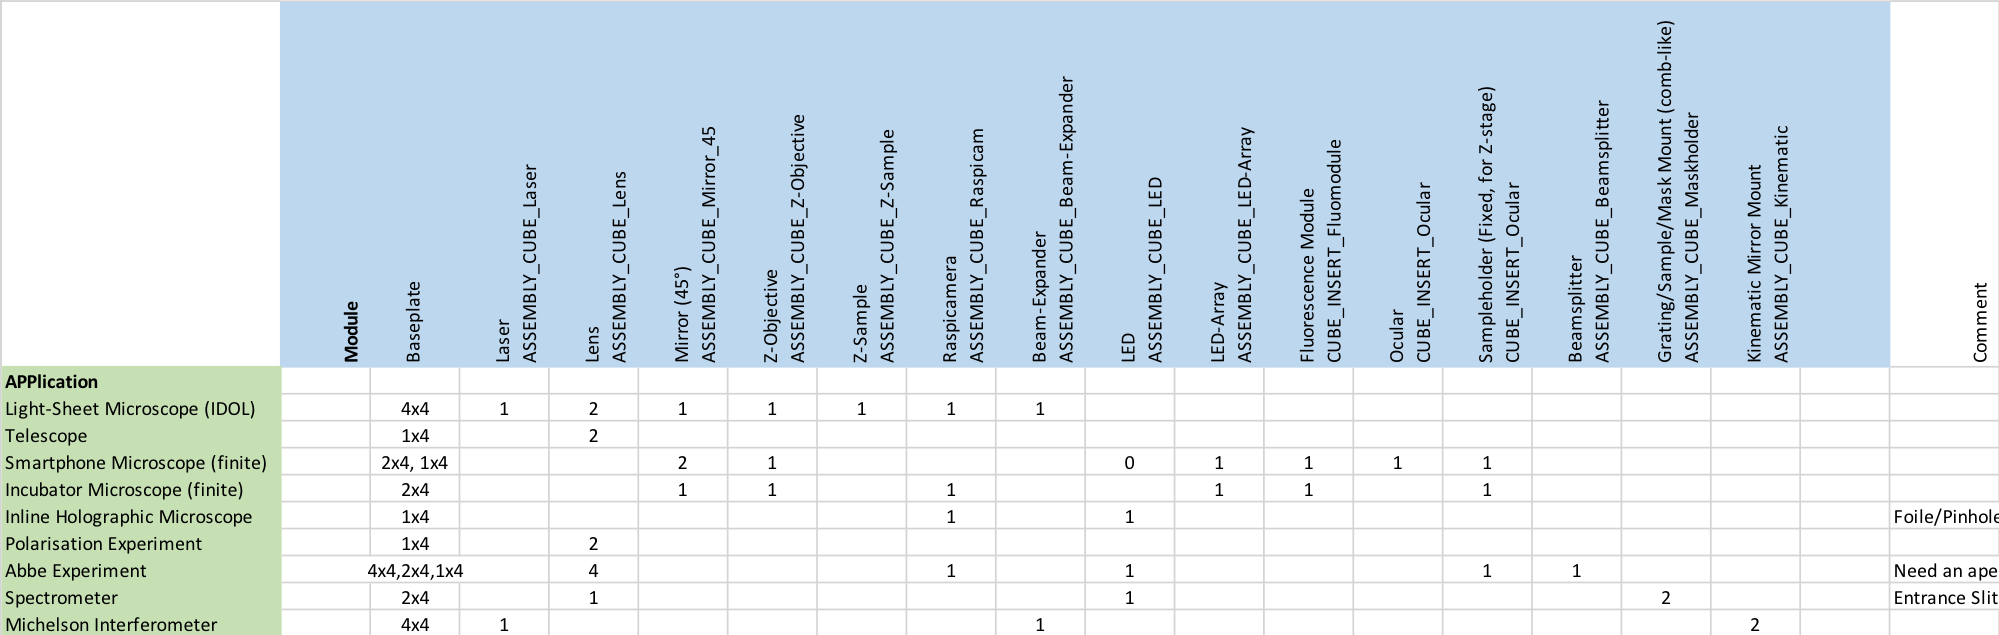 Module
Baseplate
Laser
ASSEMBLY_CUBE_Laser
Lens
ASSEMBLY_CUBE_Lens
Mirror (45°)
ASSEMBLY_CUBE_Mirror_45
Z-Objective
ASSEMBLY_CUBE_Z-Objective
Z-Sample
ASSEMBLY_CUBE_Z-Sample
Raspicamera
ASSEMBLY_CUBE_Raspicam
Beam-Expander
ASSEMBLY_CUBE_Beam-Expander
LED
ASSEMBLY_CUBE_LED
LED-Array
ASSEMBLY_CUBE_LED-Array
Fluorescence Module
CUBE_INSERT_Fluomodule
Ocular
CUBE_INSERT_Ocular
Sampleholder (Fixed, for Z-stage)
CUBE_INSERT_Ocular
Beamsplitter
ASSEMBLY_CUBE_Beamsplitter
Grating/Sample/Mask Mount (comb-like)
ASSEMBLY_CUBE_Maskholder
Kinematic Mirror Mount
ASSEMBLY_CUBE_Kinematic
Comment
APPlication
Light-Sheet Microscope (IDOL) 4x4 1 2 1 1 1 1 1
Telescope 1x4 2
Smartphone Microscope (finite) 2x4, 1x4 2 1 0 1 1 1 1
Incubator Microscope (finite) 2x4 1 1 1 1 1 1
Inline Holographic Microscope 1x4 1 1 Foile/Pinhole
Polarisation Experiment 1x4 2
Abbe Experiment 4x4,2x4,1x4 4 1 1 1 1 Need an ape
Spectrometer 2x4 1 1 2 Entrance Slit
Michelson Interferometer 4x4 1 1 2